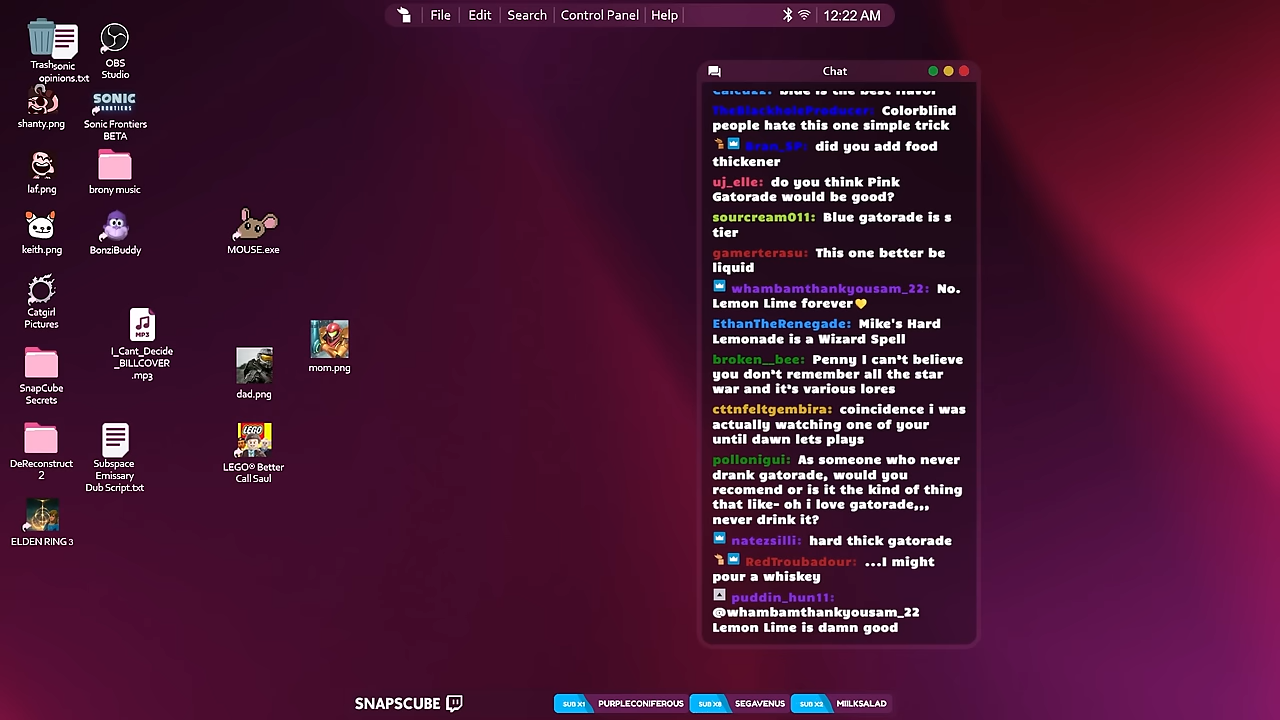 File
Edit
Search
Control Panel
Help
12:22 AM
Trash
sonic
opinions.txt
OBS
Studio
shanty.png
SONIC
FRONTIERS
Sonic Frontiers
BETA
laf.png
brony music
keith.png
BonziBuddy
MOUSE.exe
Catgirl
Pictures
MP3
I_Cant_Decide
_BILLCOVER
.mp3
mom.png
SnapCube
Secrets
dad.png
DeReconstruct
2
Subspace
Emissary
Dub Script.txt
LEGO
LEGO® Better
Call Saul
ELDEN RING 3
Chat
blue is the best flavor
TheBlackholeProducer: Colorblind
people hate this one simple trick
did you add food
thickener
uj_elle: do you think Pink
Gatorade would be good?
sourcream011: Blue gatorade is s
tier
gamerterasu: This one better be
liquid
whambamthankyousam_22: No.
Lemon Lime forever💛
EthanTheRenegade: Mike's Hard
Lemonade is a Wizard Spell
broken__bee: Penny I can't believe
you don't remember all the star
war and it's various lores
cttnfeltgembira: coincidence i was
actually watching one of your
until dawn lets plays
pollonigui: As someone who never
drank gatorade, would you
recomend or is it the kind of thing
that like- oh i love gatorade,,,
never drink it?
natezsilli: hard thick gatorade
RedTroubadour: ...I might
pour a whiskey
puddin_hun11:
@whambamthankyousam_22
Lemon Lime is damn good
SNAPSCUBE
SUB X1 PURPLECONIFEROUS
SUB X8 SEGAVENUS
SUB X2 MIILKSALAD